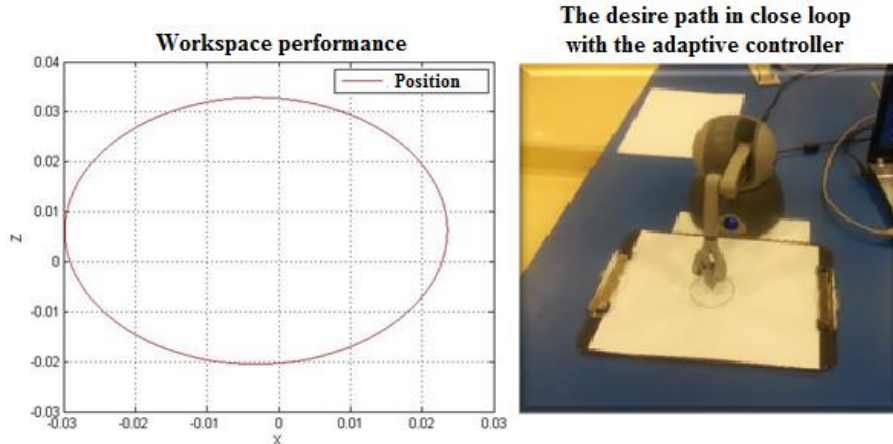 Workspace performance
The desire path in close loop
with the adaptive controller
Position
0.04
0.03
0.02
0.01
0
-0.01
-0.02
-0.03
Z
-0.03 -0.02 -0.01 0 0.01 0.02 0.03
X